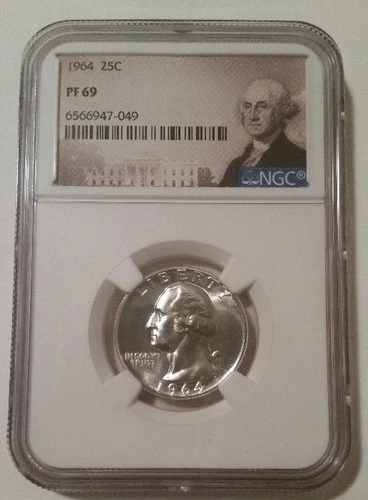 1964 25C
PF 69
6566947-049
NGC®
LIBERTY
IN GOD WE
TRUST
1964